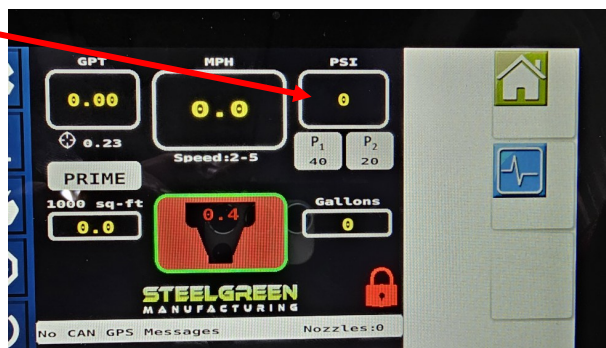 GPT MPH PSI
0.00 0.0 0
0.23 Speed:2-5 P1 40 P2 20
PRIME
1000 sq-ft Gallons
0.0 0.4 0
STEELGREEN
MANUFACTURING
No CAN GPS Messages Nozzles:0